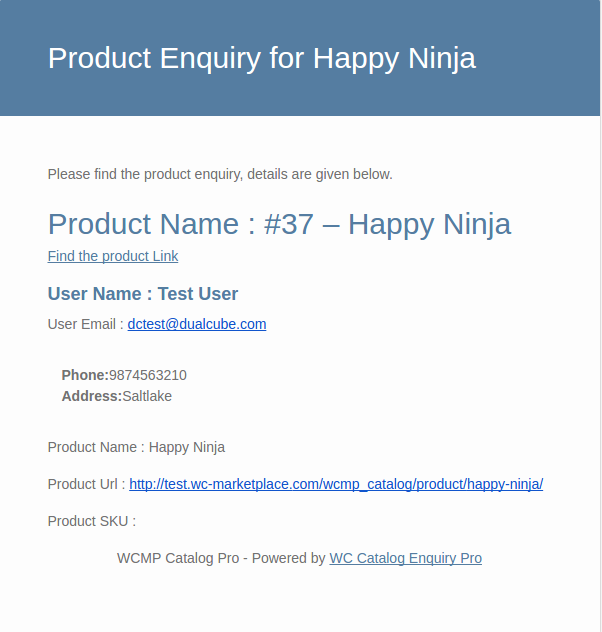 Product Enquiry for Happy Ninja
Please find the product enquiry, details are given below.
Product Name : #37 – Happy Ninja
Find the product Link
User Name : Test User
User Email : dctest@dualcube.com
Phone:9874563210
Address:Saltlake
Product Name : Happy Ninja
Product Url : http://test.wc-marketplace.com/wcmp_catalog/product/happy-ninja/
Product SKU :
WCMP Catalog Pro - Powered by WC Catalog Enquiry Pro